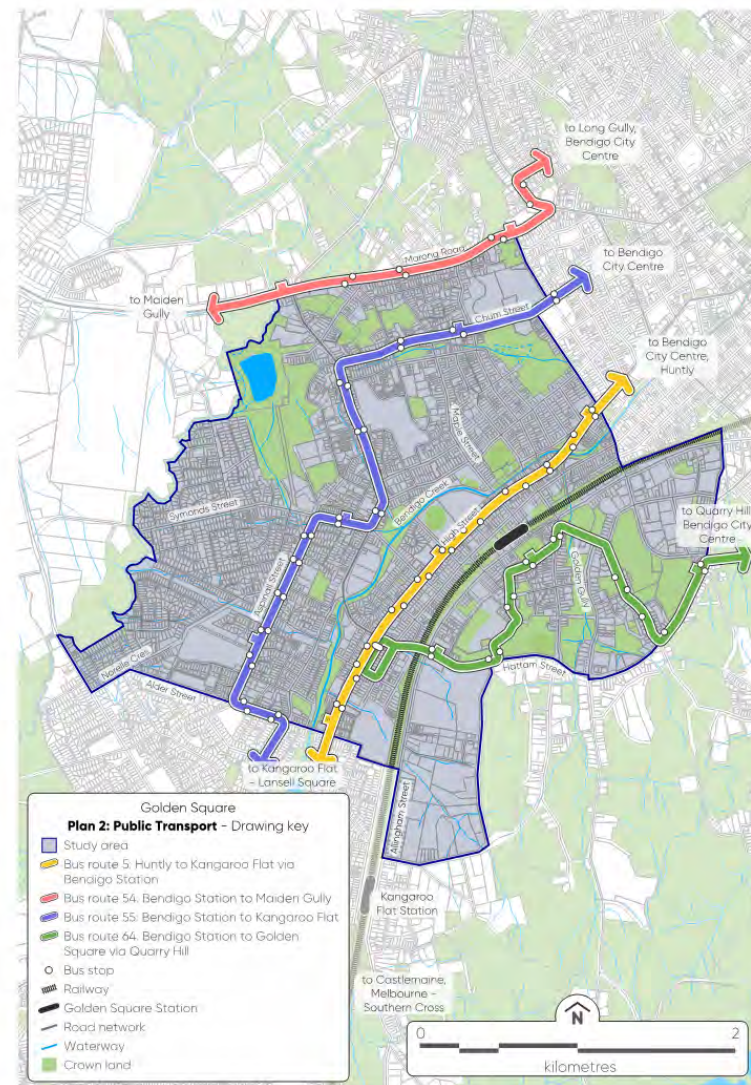 to Long Gully,
Bendigo City
Centre
Marong Road
to Bendigo
City Centre
to Maiden
Gully
Chum Street
to Bendigo
City Centre,
Huntly
Maple Street
Symonds Street
Bendigo Creek
High Street
to Quarry Hill,
Bendigo City
Centre
Aspinall Street
Golden Gully
Norelle Cres
Alder Street
Hattam Street
to Kangaroo Flat
- Lansell Square
Allingham Street
Kangaroo
Flat Station
to Castlemaine,
Melbourne -
Southern Cross
Golden Square
Plan 2: Public Transport - Drawing key
Study area
Bus route 5. Huntly to Kangaroo Flat via
Bendigo Station
Bus route 54. Bendigo Station to Maiden Gully
Bus route 55: Bendigo Station to Kangaroo Flat
Bus route 64. Bendigo Station to Golden
Square via Quarry Hill
Bus stop
Railway
Golden Square Station
Road network
Waterway
Crown land
N
0 2
kilometres